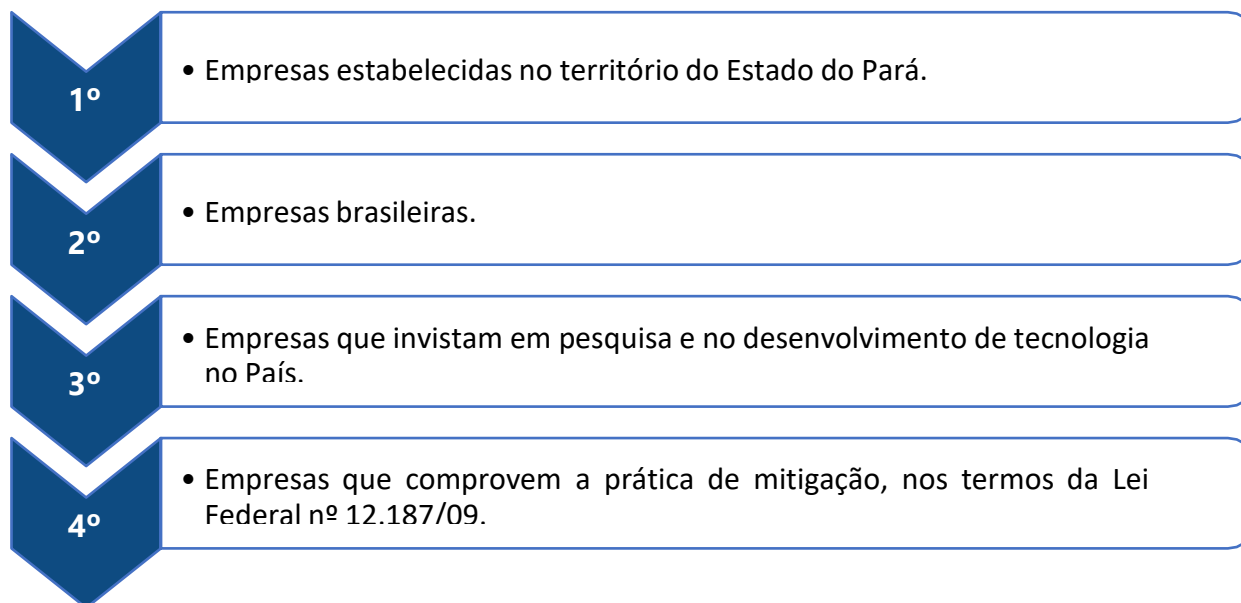 1º
• Empresas estabelecidas no território do Estado do Pará.
2º
• Empresas brasileiras.
3º
• Empresas que invistam em pesquisa e no desenvolvimento de tecnologia
no País.
4º
• Empresas que comprovem a prática de mitigação, nos termos da Lei
Federal nº 12.187/09.